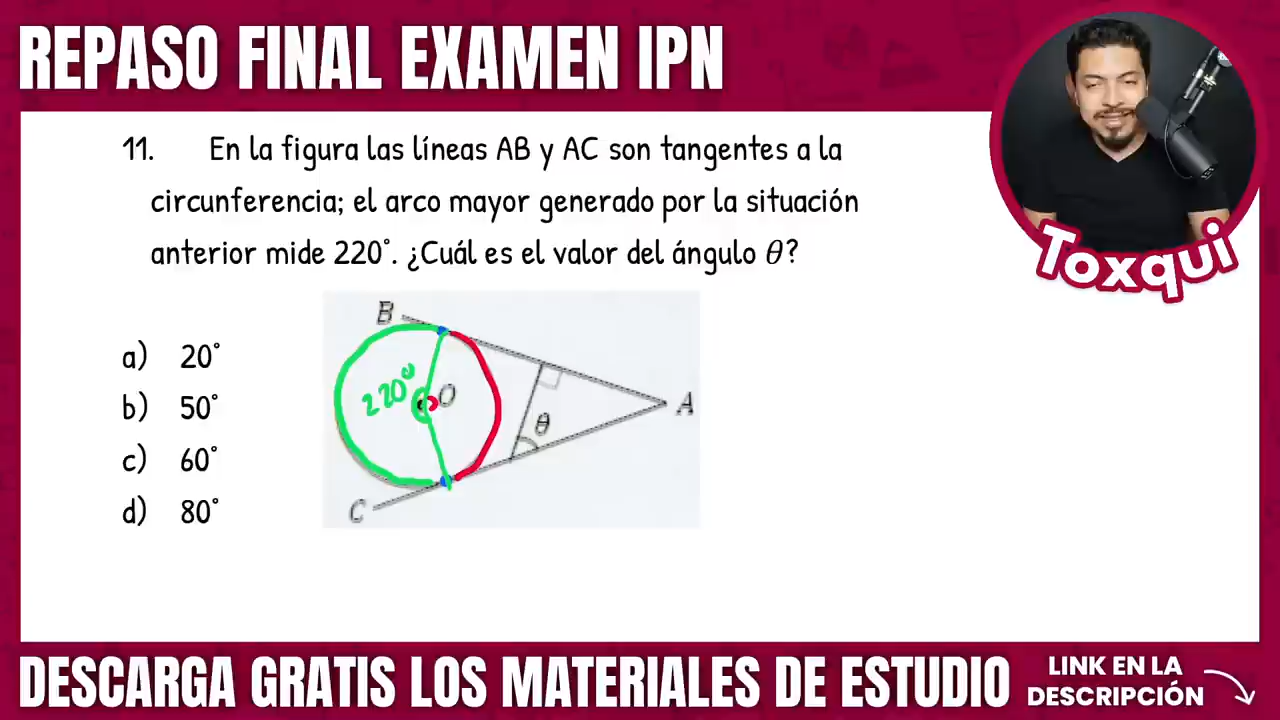 REPASO FINAL EXAMEN IPN
Toxqui
11. En la figura las líneas AB y AC son tangentes a la
circunferencia; el arco mayor generado por la situación
anterior mide 220°. ¿Cuál es el valor del ángulo θ?
a) 20°
b) 50°
c) 60°
d) 80°
B
220°
O
A
θ
C
DESCARGA GRATIS LOS MATERIALES DE ESTUDIO
LINK EN LA
DESCRIPCIÓN